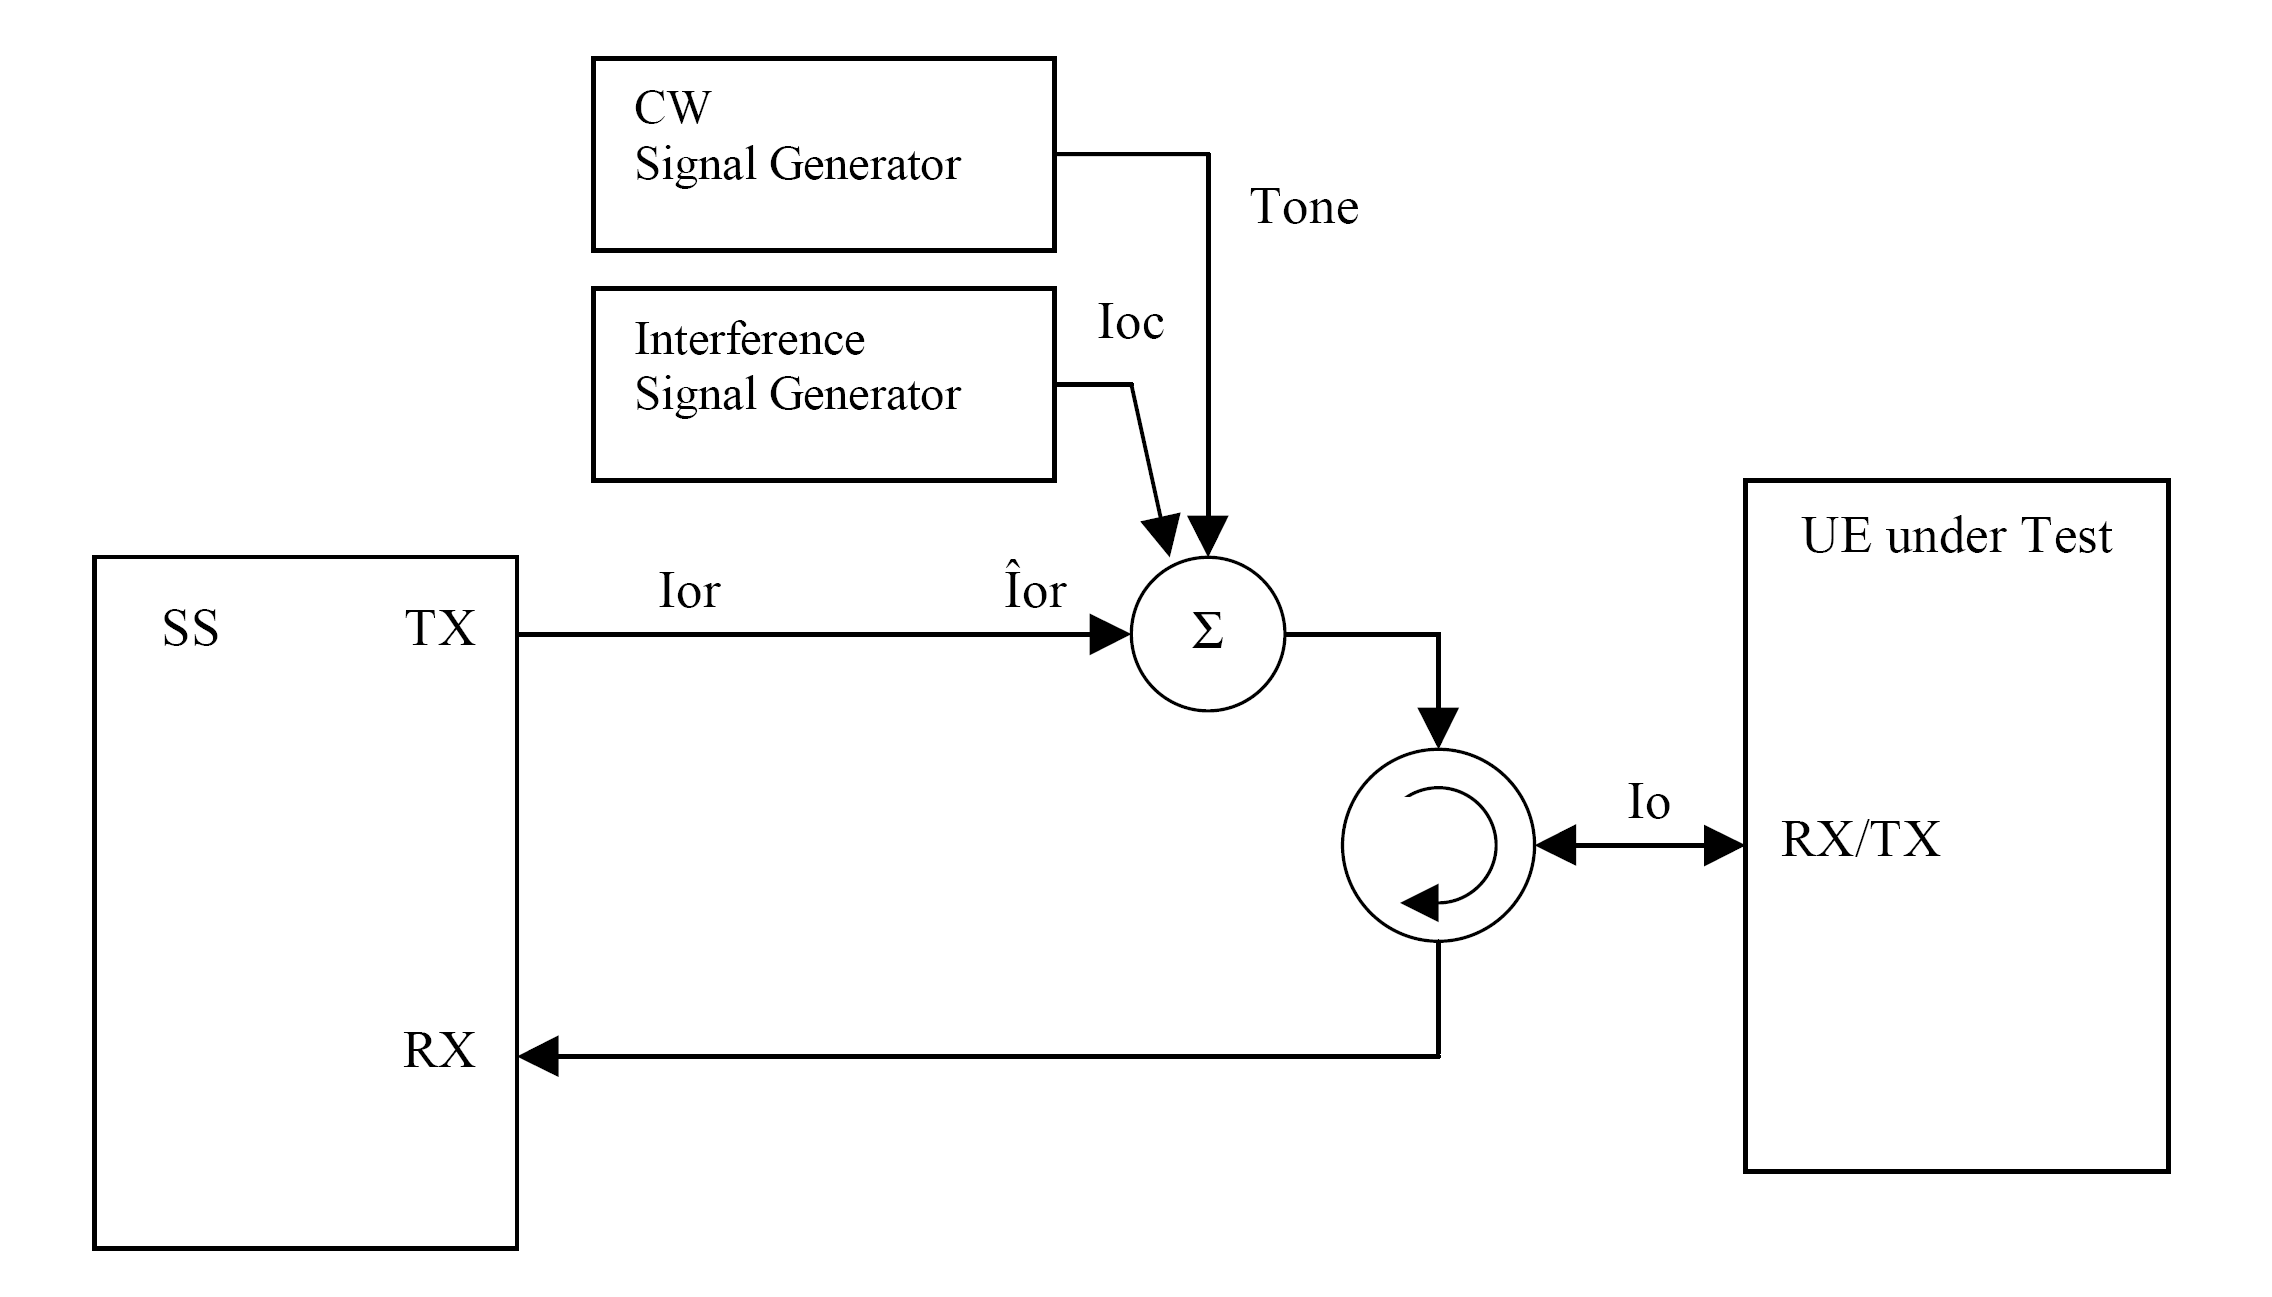 CW
Signal Generator
Tone
Interference
Signal Generator
Ioc
UE under Test
SS
TX
Ior
Îor
Σ
Io
RX/TX
RX